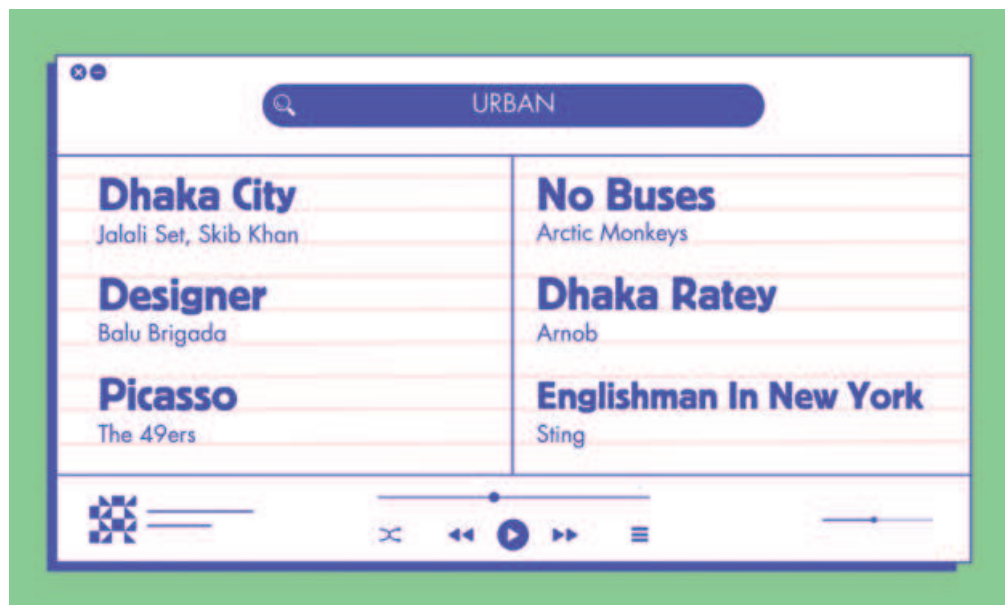 URBAN
Dhaka City
Jalali Set, Skib Khan
Designer
Balu Brigada
Picasso
The 49ers
No Buses
Arctic Monkeys
Dhaka Ratey
Arnob
Englishman In New York
Sting